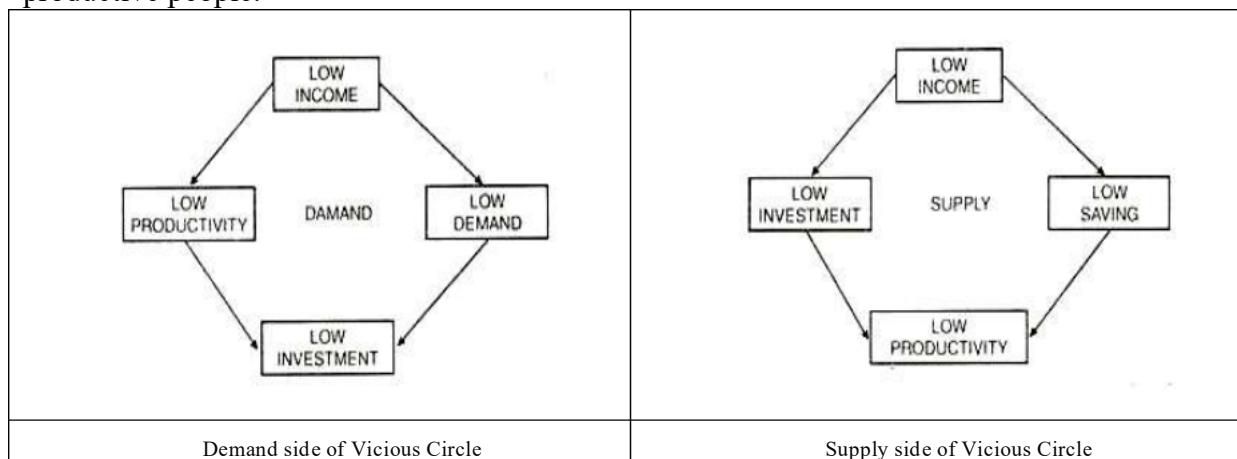 productive people.
LOW
INCOME
LOW
PRODUCTIVITY
DAMAND
LOW
DEMAND
LOW
INVESTMENT
LOW
INCOME
LOW
INVESTMENT
SUPPLY
LOW
SAVING
LOW
PRODUCTIVITY
Demand side of Vicious Circle
Supply side of Vicious Circle